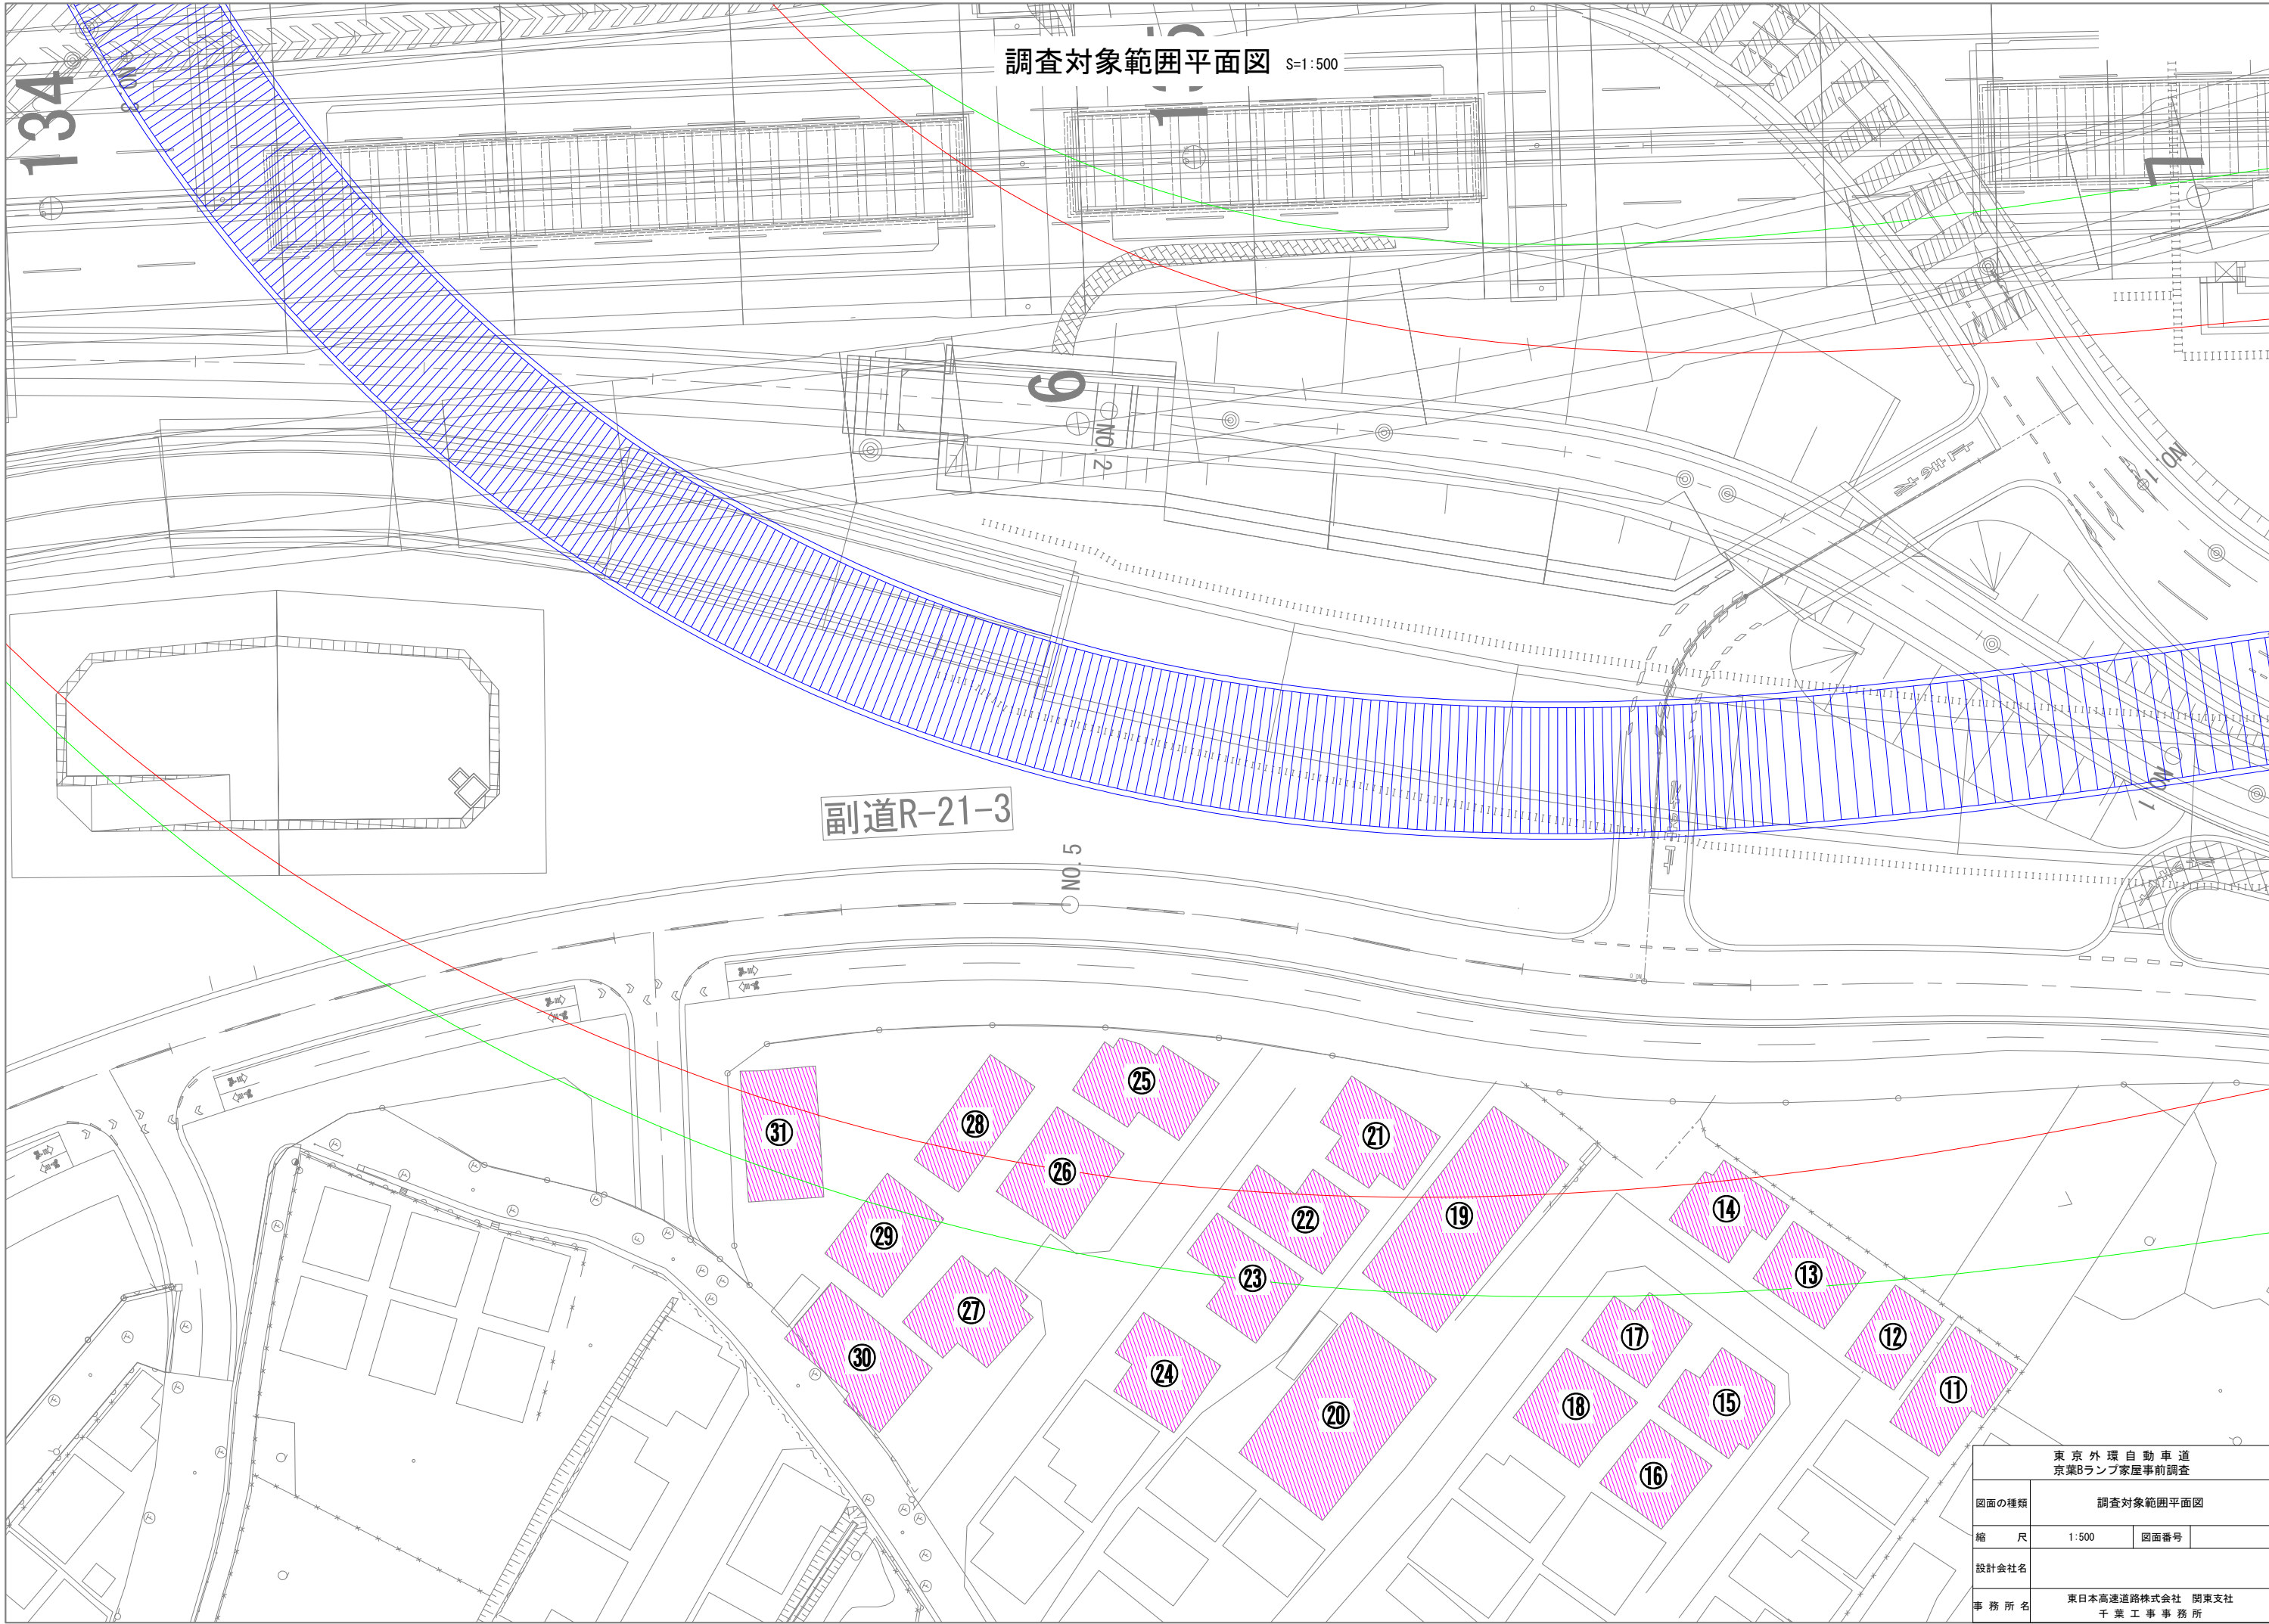 調査対象範囲平面図 S=1:500
134
NO.3
7
6
NO.2
NO.1
副道R-21-3
NO.5
NO.1
㉕
㉛
㉘
㉑
㉖
⑭
⑲
㉒
㉙
⑬
㉓
㉗
⑰
⑫
㉚
㉔
⑪
⑮
⑱
⑳
⑯
東京外環自動車道
京葉Bランプ家屋事前調査
図面の種類 調査対象範囲平面図
縮尺 1:500 図面番号
設計会社名
事務所名 東日本高速道路株式会社 関東支社
千葉工事事務所